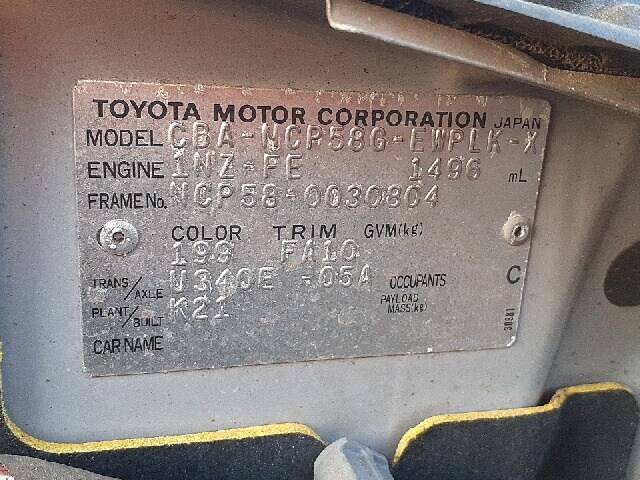 TOYOTA MOTOR CORPORATION JAPAN
MODEL CBA-NCP58G-EWPLK-X
ENGINE 1NZ-FE 1496 mL
FRAME No. NCP58-0030804
COLOR TRIM GVM(kg)
199 FA10
TRANS/AXLE U340E -05A OCCUPANTS C
PLANT/BUILT K21 PAYLOAD MASS(kg)
CAR NAME